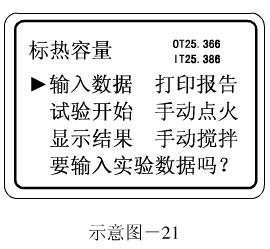 标热容量 OT25.366
IT25.386
▶输入数据 打印报告
试验开始 手动点火
显示结果 手动搅拌
要输入实验数据吗?
示意图－21